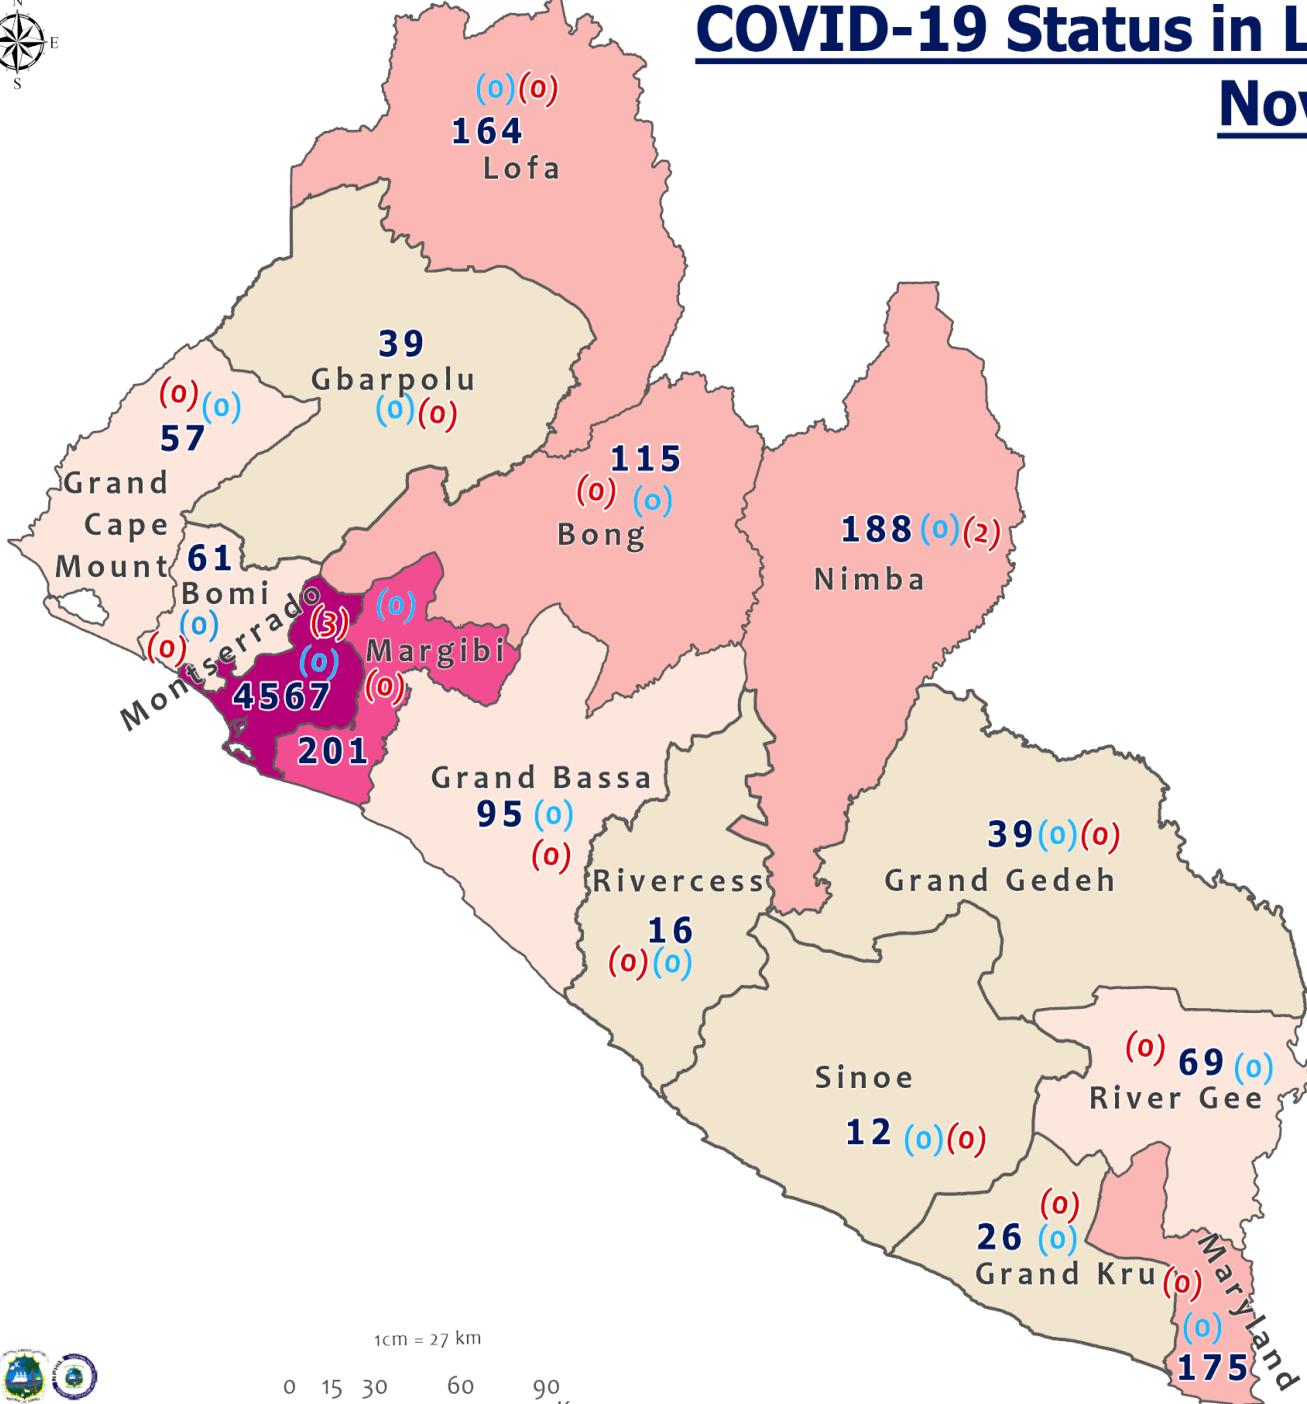 COVID-19 Status in L
Nov
N
E
S
(0)(0)
164
Lofa
39
Gbarpolu
(0)(0)
(0)(0)
57
Grand
Cape
Mount
115
(0) (0)
Bong
188(0)(2)
Nimba
61
Bomi
(0)
(0)
Montserrado
(3)
(0)
4567
(0)
Margibi
(0)
201
Grand Bassa
95(0)
(0)
Rivercess
16
(0)(0)
39(0)(0)
Grand Gedeh
Sinoe
12 (0)(0)
(0) 69 (0)
River Gee
(0)
26 (0)
Grand Kru
Maryland
(0)
(0)
175
1cm = 27 km
0 15 30 60 90